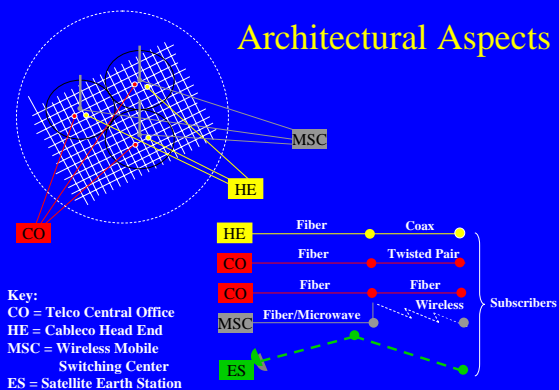 Architectural Aspects
MSC
HE
CO
HE Fiber Coax
CO Fiber Twisted Pair
CO Fiber Fiber
MSC Fiber/Microwave Wireless
ES
Subscribers
Key:
CO = Telco Central Office
HE = Cableco Head End
MSC = Wireless Mobile
Switching Center
ES = Satellite Earth Station